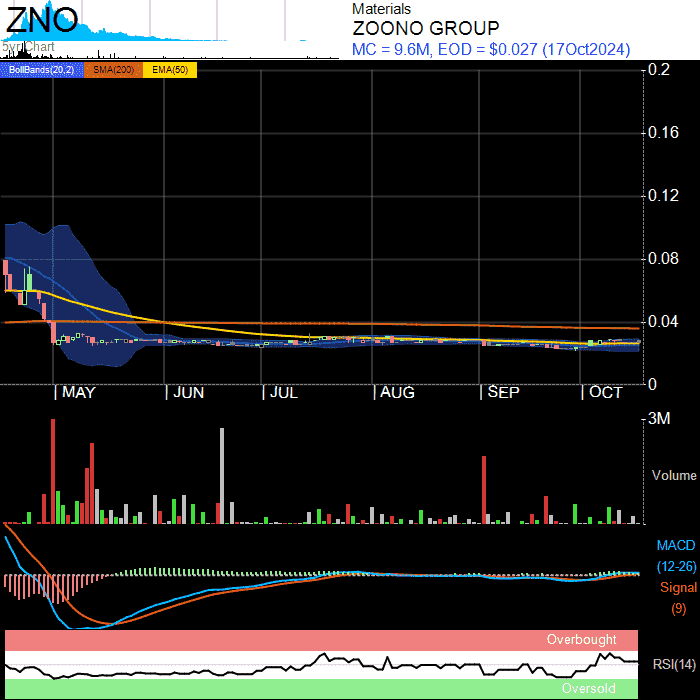 ZNO
5yr Chart
Materials
ZOONO GROUP
MC = 9.6M, EOD = $0.027 (17Oct2024)
BollBands(20,2) SMA(200) EMA(50)
0.2
0.16
0.12
0.08
0.04
0
MAY JUN JUL AUG SEP OCT
3M
Volume
MACD
(12-26)
Signal
(9)
Overbought
RSI(14)
Oversold